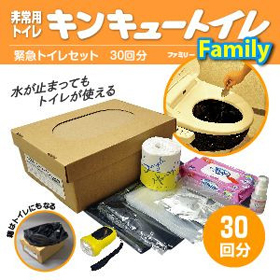 非常用
トイレ
キンキュートイレ
Family
緊急トイレセット 30回分
ファミリー
水が止まっても
トイレが使える
箱はトイレにもなる
30
回分